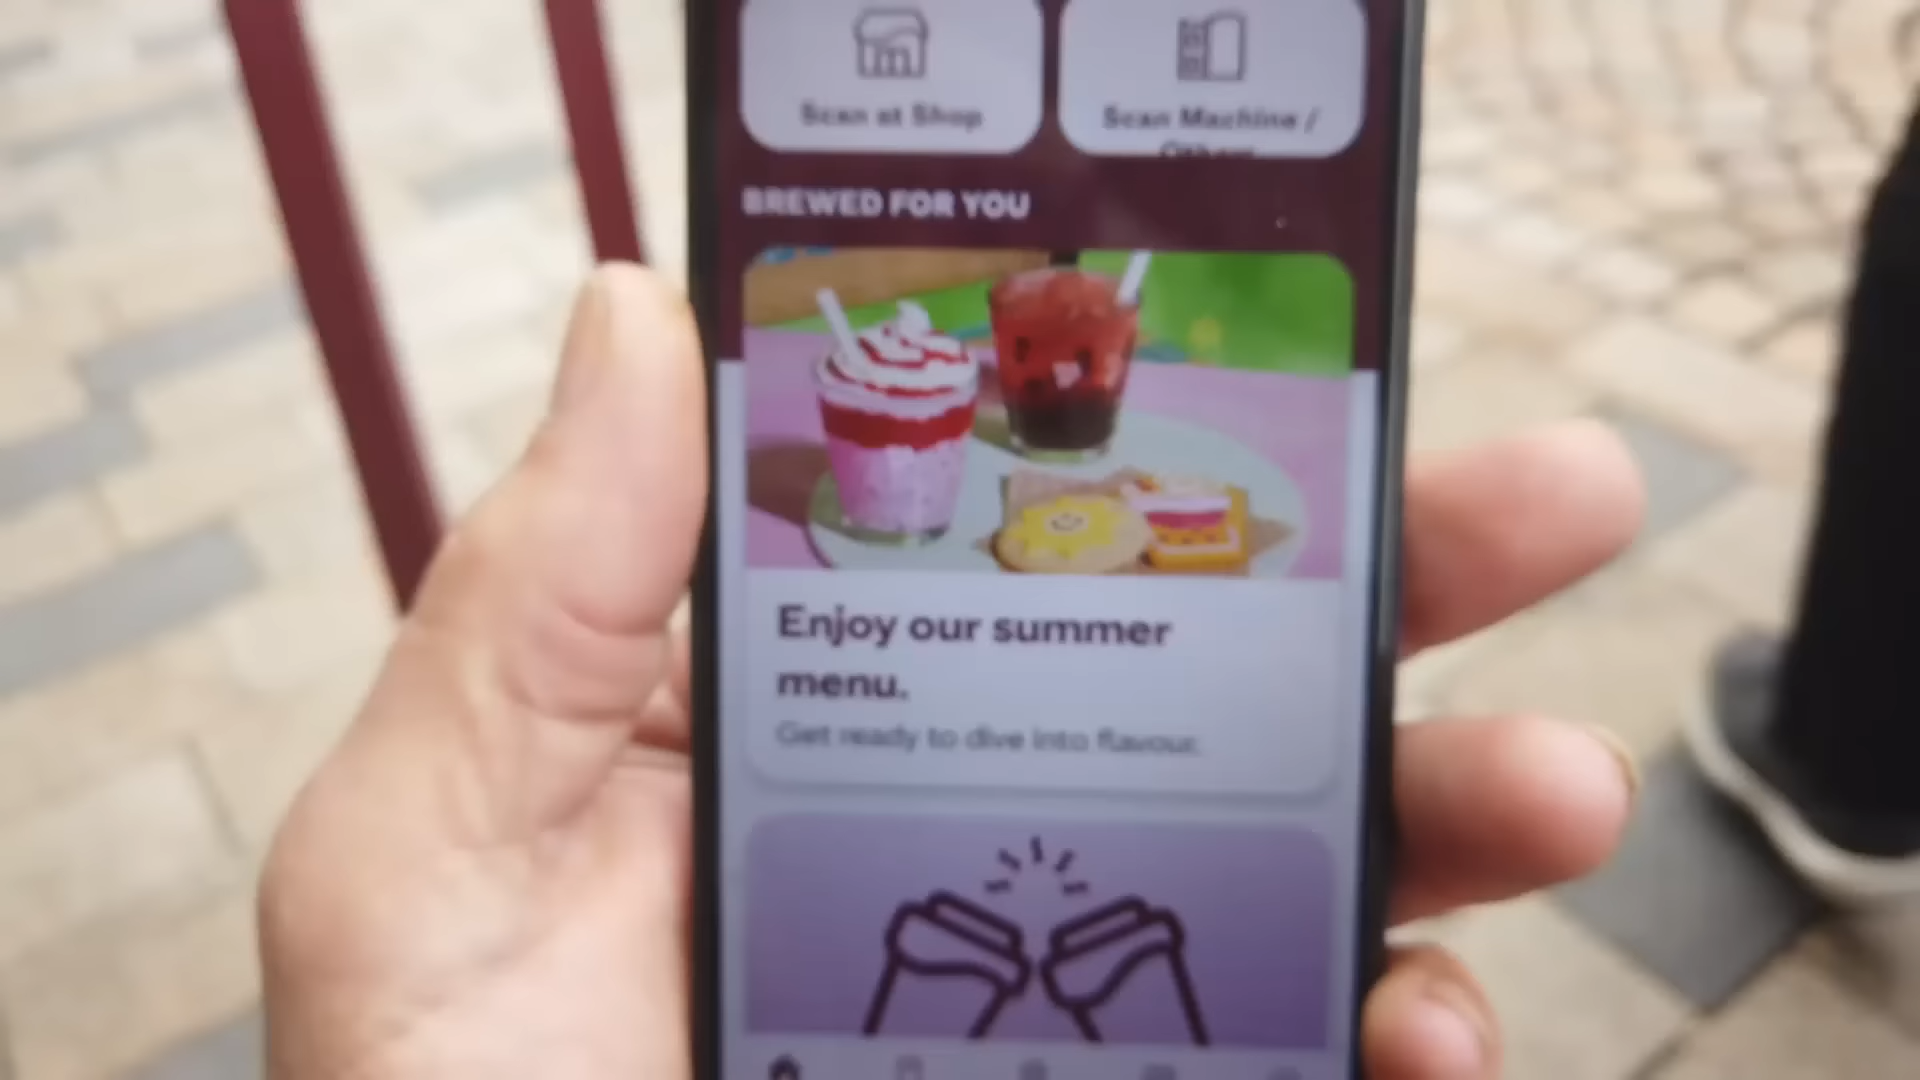 Scan at Shop
Scan Machine /
BREWED FOR YOU
Enjoy our summer
menu.
Get ready to dive into flavour.